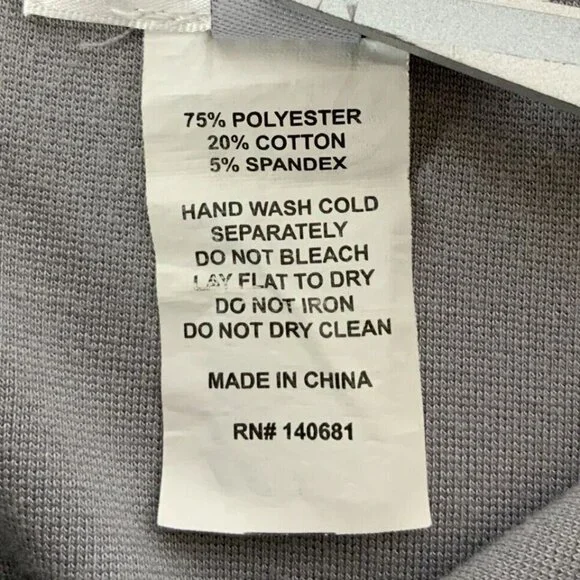 75% POLYESTER
20% COTTON
5% SPANDEX
HAND WASH COLD
SEPARATELY
DO NOT BLEACH
LAY FLAT TO DRY
DO NOT IRON
DO NOT DRY CLEAN
MADE IN CHINA
RN# 140681